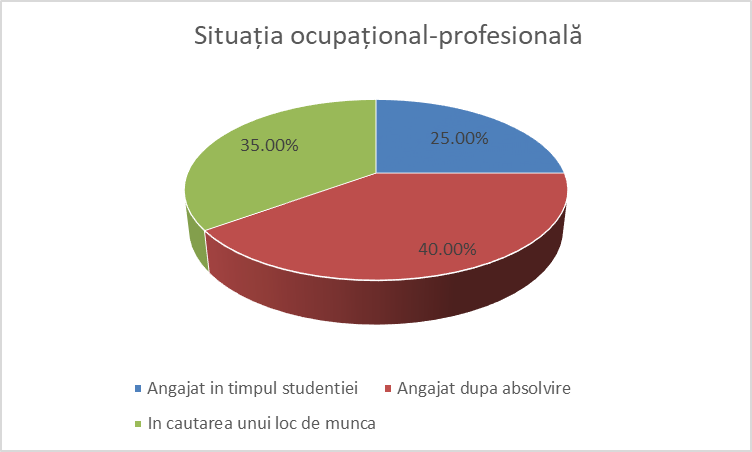 Situația ocupațional-profesională
25.00%
35.00%
40.00%
Angajat in timpul studentiei
Angajat dupa absolvire
In cautarea unui loc de munca